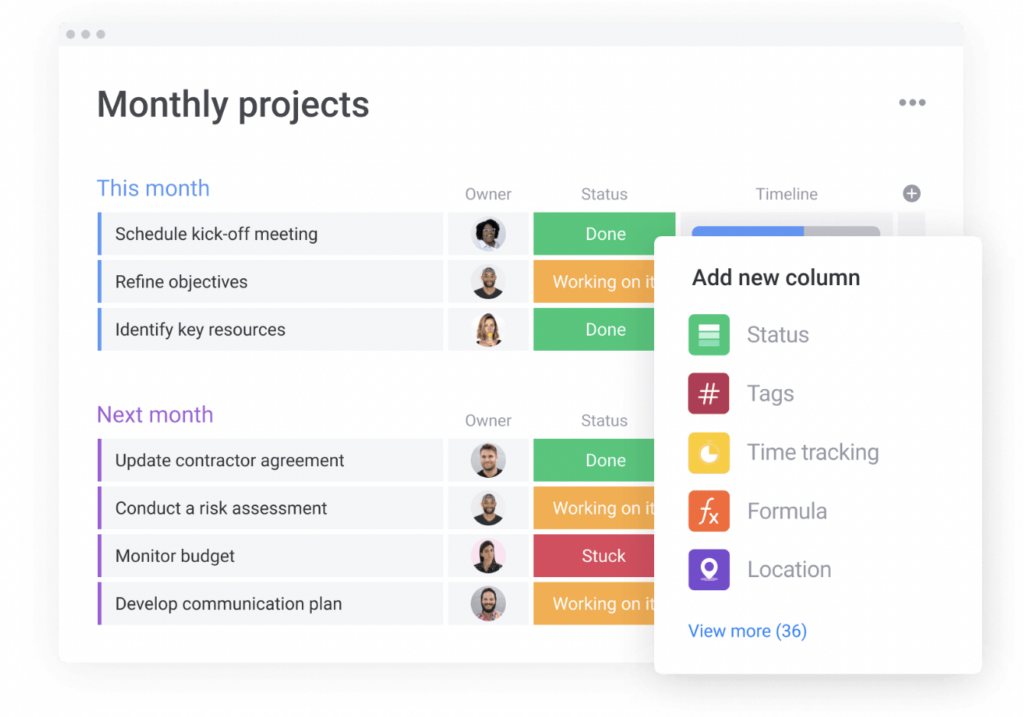 Monthly projects
This month
Owner
Status
Timeline
Schedule kick-off meeting
Done
Refine objectives
Working on it
Identify key resources
Done
Next month
Owner
Status
Update contractor agreement
Done
Conduct a risk assessment
Working on it
Monitor budget
Stuck
Develop communication plan
Working on it
Add new column
Status
# Tags
Time tracking
fx Formula
Location
View more (36)